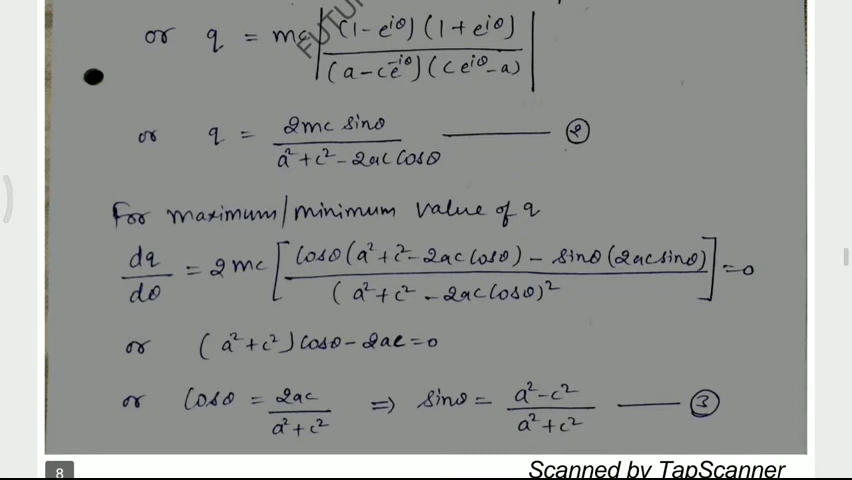 FUTUR
or q = mc |(1-e^{iθ})(1+e^{iθ}) / (a-ce^{-iθ})(ce^{iθ}-a)|
or q = 2mc sinθ / a²+c²-2ac cosθ ——— ②
For maximum/minimum value of q
dq/dθ = 2mc [cosθ(a²+c²-2ac cosθ) - sinθ(2ac sinθ) / (a²+c²-2ac cosθ)²] = 0
or (a²+c²)cosθ-2ac=0
or cosθ = 2ac / a²+c² ⇒ sinθ = a²-c² / a²+c² ——— ③
8
Scanned by TapScanner